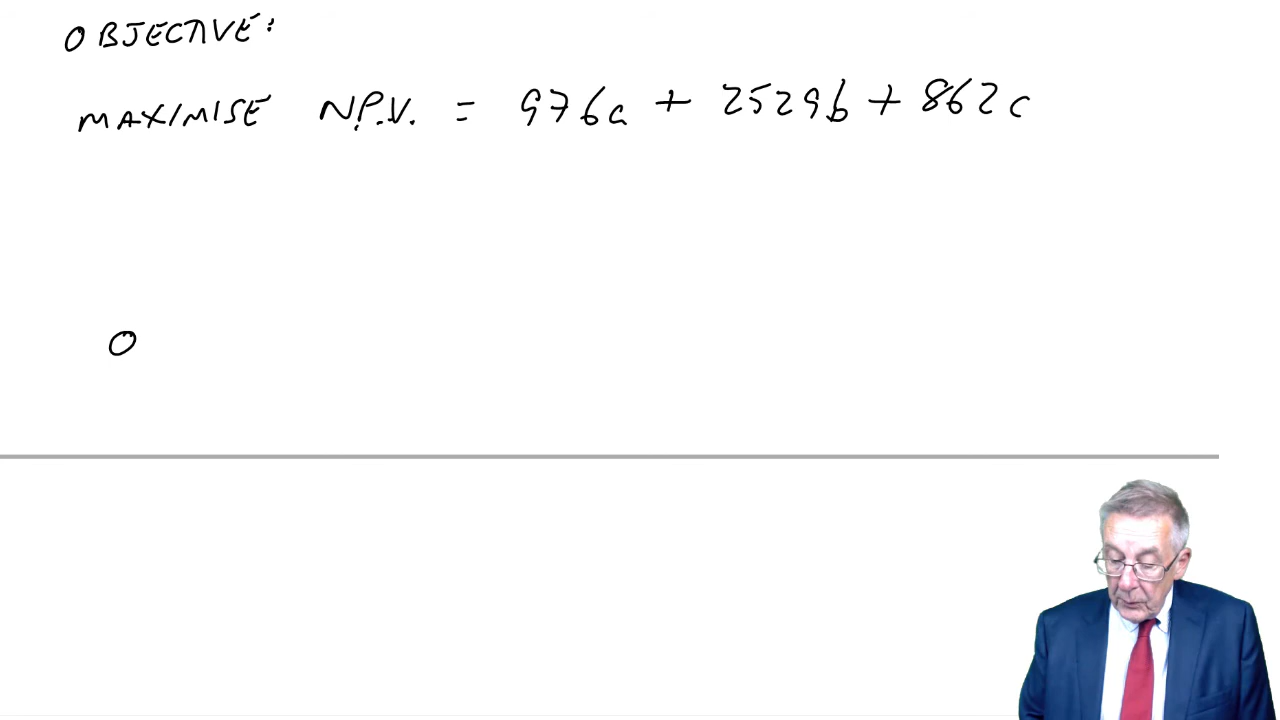 OBJECTIVE:
MAXIMISE N.P.V. = 976a + 2529b + 862c
O